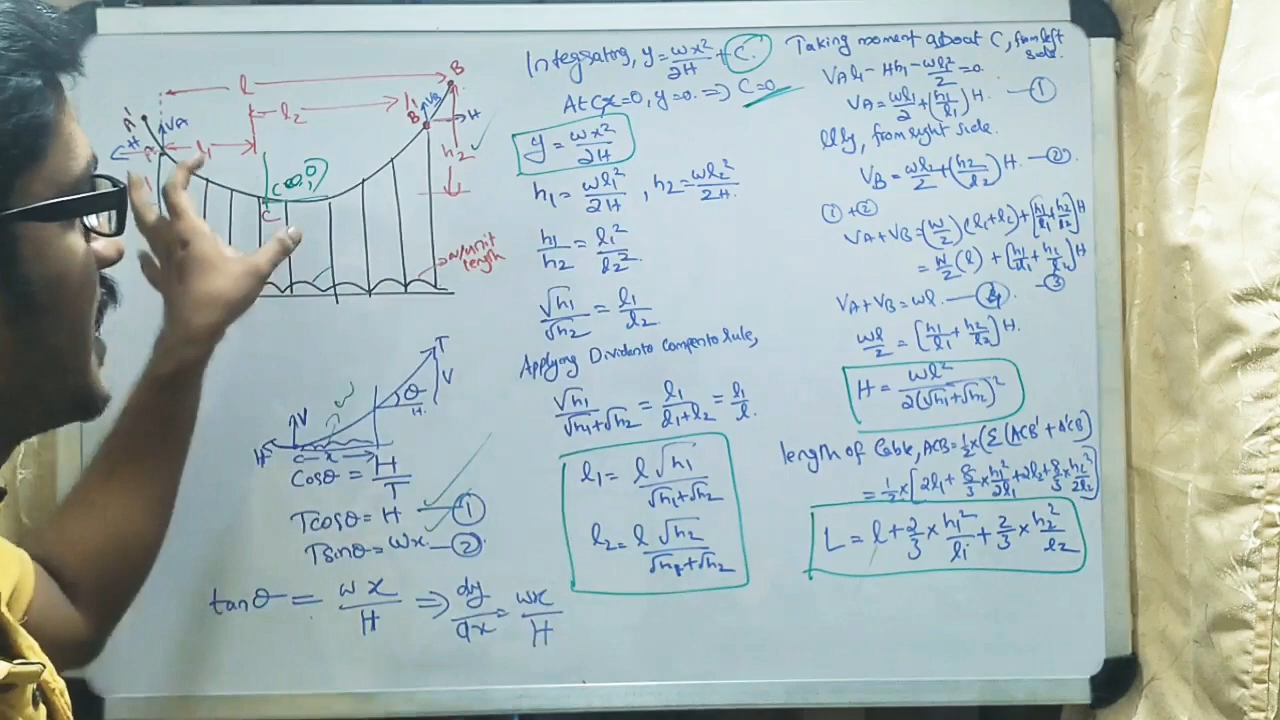 l
B
l₂
A'
VA
H
l₁
B'
VB
H
h₂
C(0,0)
C
w/unit
length
T
θ
V
H
V
H
x
Cosθ = H/T
Tcosθ = H — ①
Tsinθ = wx — ②
tanθ = wx/H ⇒ dy/dx = wx/H
Integrating, y = wx²/2H + C.
At C, x=0, y=0. ⇒ C=0
y = wx²/2H
h₁ = wl₁²/2H , h₂ = wl₂²/2H
h₁/h₂ = l₁²/l₂²
√h₁/√h₂ = l₁/l₂
Applying Dividento compento rule,
√h₁/√h₁+√h₂ = l₁/l₁+l₂ = l₁/l.
l₁ = l √h₁/√h₁+√h₂
l₂ = l √h₂/√h₁+√h₂
Taking moment about C, from left
side.
VAl₁ - Hh₁ - wl₁²/2 = 0.
VA = wl₁/2 + (h₁/l₁) H. — ①
llly, from right side.
VB = wl₂/2 + (h₂/l₂) H. — ②
① + ②
VA + VB = (w/2) (l₁+l₂) + [h₁/l₁ + h₂/l₂] H
= w/2 (l) + [h₁/l₁ + h₂/l₂] H
— ③
VA + VB = wl. — ④.
wl/2 = [h₁/l₁ + h₂/l₂] H.
H = wl²/2(√h₁+√h₂)²
length of Cable, ACB = ½ × (Σ (ACB' + A'CB)
= ½ × [2l₁ + 8/3 × h₁²/2l₁ + 2l₂ + 8/3 × h₂²/2l₂]
L = l + 2/3 × h₁²/l₁ + 2/3 × h₂²/l₂